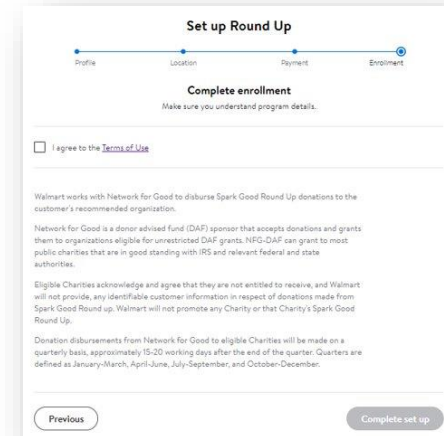 Set up Round Up
Profile
Location
Payment
Enrollment
Complete enrollment
Make sure you understand program details.
I agree to the Terms of Use
Walmart works with Network for Good to disburse Spark Good Round Up donations to the
customer's recommended organization.
Network for Good is a donor advised fund (DAF) sponsor that accepts donations and grants
them to organizations eligible for unrestricted DAF grants. NFG-DAF can grant to most
public charities that are in good standing with IRS and relevant federal and state
authorities.
Eligible Charities acknowledge and agree that they are not entitled to receive, and Walmart
will not provide, any identifiable customer information in respect of donations made from
Spark Good Round up. Walmart will not promote any Charity or that Charity's Spark Good
Round Up.
Donation disbursements from Network for Good to eligible Charities will be made on a
quarterly basis, approximately 15-20 working days after the end of the quarter. Quarters are
defined as January-March, April-June, July-September, and October-December.
Previous
Complete set up